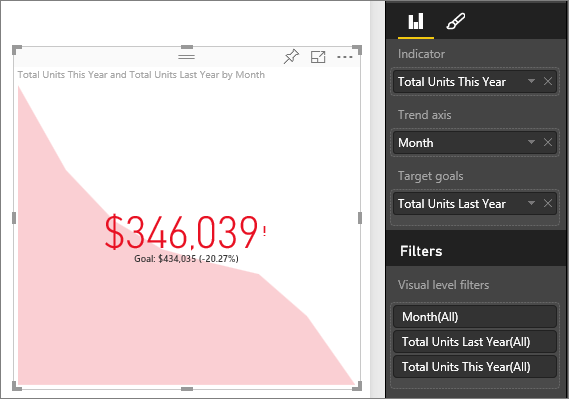 Total Units This Year and Total Units Last Year by Month
$346,039!
Goal: $434,035 (-20.27%)
Indicator
Total Units This Year
Trend axis
Month
Target goals
Total Units Last Year
Filters
Visual level filters
Month(All)
Total Units Last Year(All)
Total Units This Year(All)